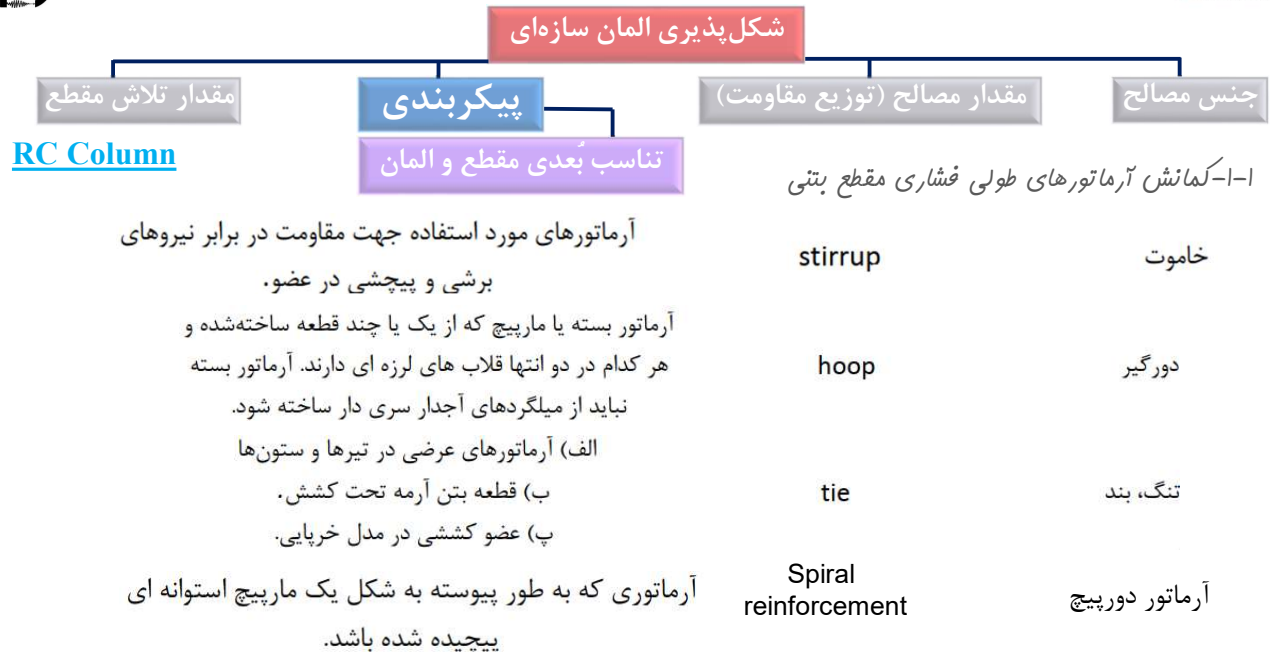 شکل‌پذیری المان سازه‌ای
جنس مصالح
مقدار مصالح (توزیع مقاومت)
پیکربندی
مقدار تلاش مقطع
تناسب بُعدی مقطع و المان
RC Column
۱-۱-کمانش آرماتورهای طولی فشاری مقطع بتنی
خاموت
stirrup
آرماتورهای مورد استفاده جهت مقاومت در برابر نیروهای
برشی و پیچشی در عضو.
دورگیر
hoop
آرماتور بسته یا مارپیچ که از یک یا چند قطعه ساخته‌شده و
هر کدام در دو انتها قلاب های لرزه ای دارند. آرماتور بسته
نباید از میلگردهای آجدار سری دار ساخته شود.
تنگ، بند
tie
الف) آرماتورهای عرضی در تیرها و ستون‌ها
ب) قطعه بتن آرمه تحت کشش.
پ) عضو کششی در مدل خرپایی.
آرماتور دورپیچ
Spiral
reinforcement
آرماتوری که به طور پیوسته به شکل یک مارپیچ استوانه ای
پیچیده شده باشد.